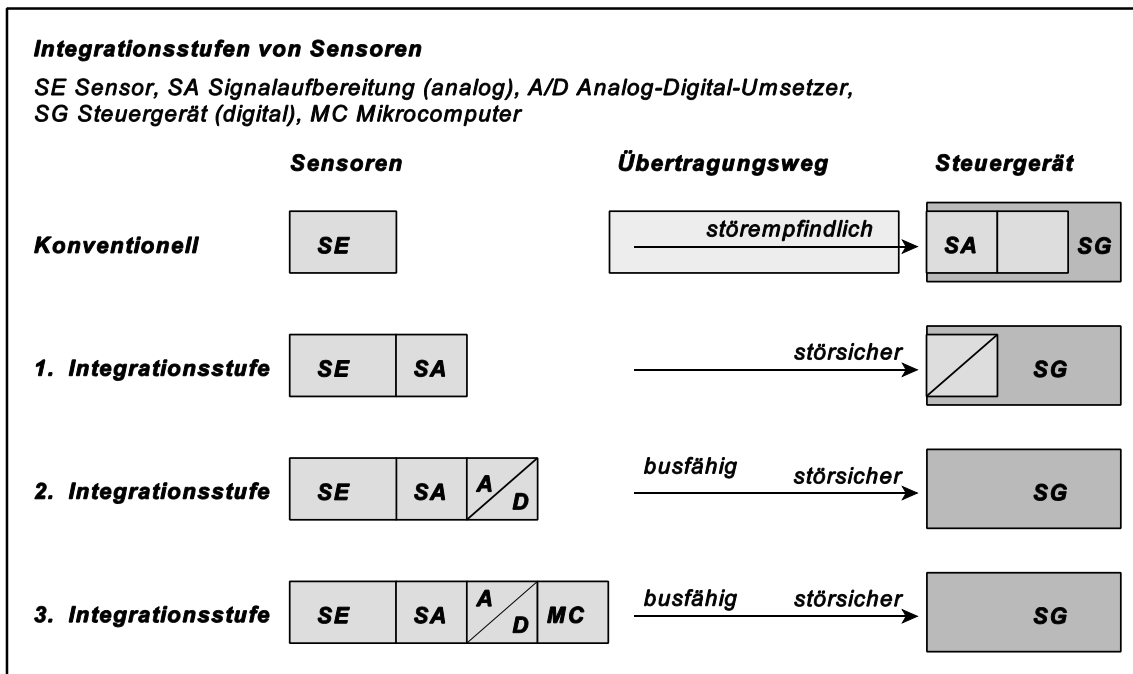 Integrationsstufen von Sensoren
SE Sensor, SA Signalaufbereitung (analog), A/D Analog-Digital-Umsetzer,
SG Steuergerät (digital), MC Mikrocomputer
Sensoren Übertragungsweg Steuergerät
Konventionell SE störempfindlich SA SG
1. Integrationsstufe SE SA störsicher SG
2. Integrationsstufe SE SA A D busfähig störsicher SG
3. Integrationsstufe SE SA A D MC busfähig störsicher SG